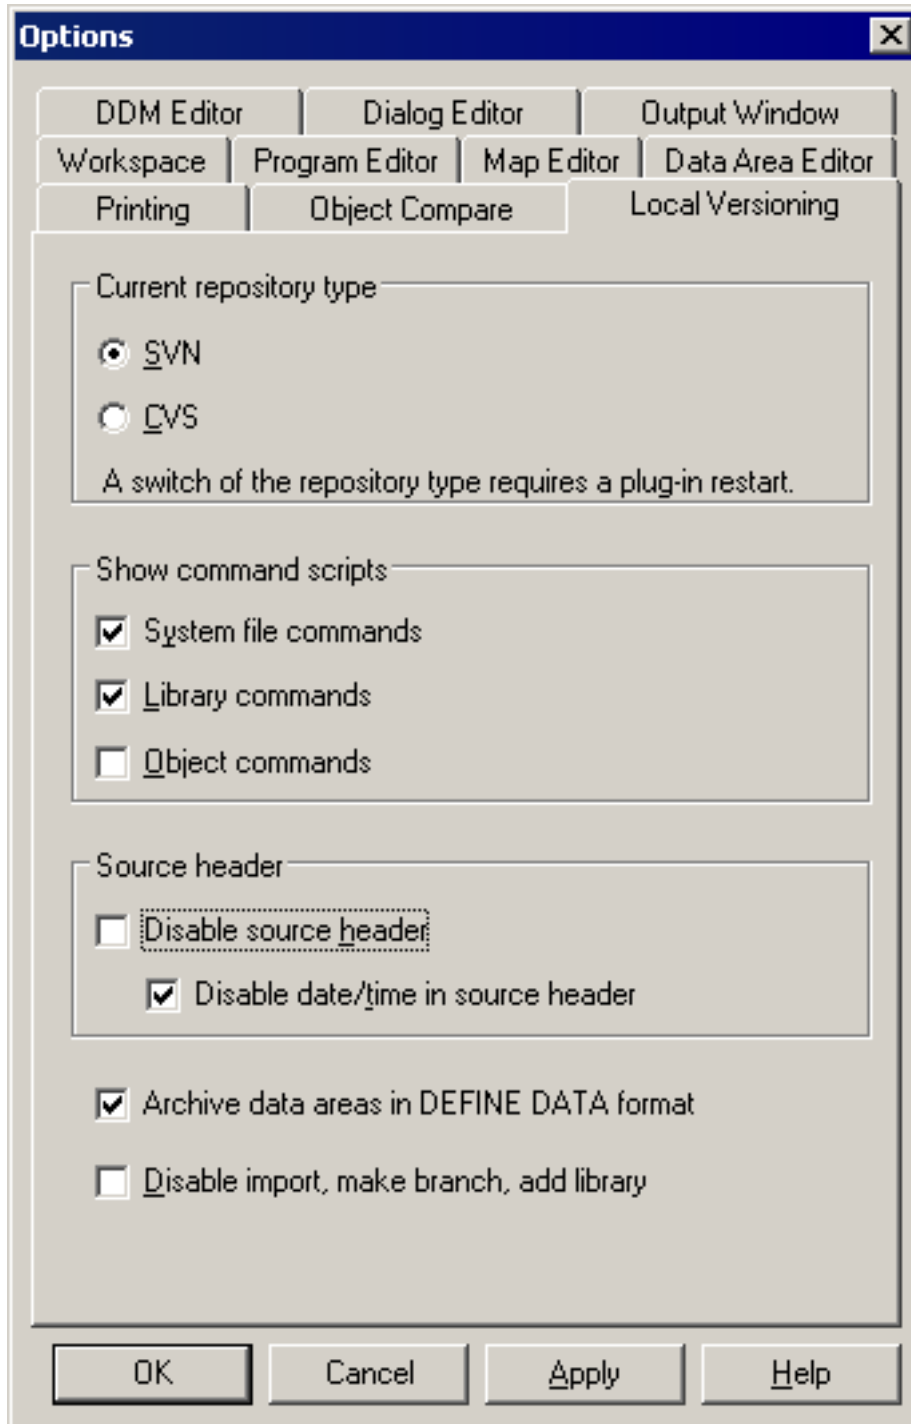 Options
DDM Editor Dialog Editor Output Window
Workspace Program Editor Map Editor Data Area Editor
Printing Object Compare Local Versioning
Current repository type
SVN
CVS
A switch of the repository type requires a plug-in restart.
Show command scripts
System file commands
Library commands
Object commands
Source header
Disable source header
Disable date/time in source header
Archive data areas in DEFINE DATA format
Disable import, make branch, add library
OK Cancel Apply Help